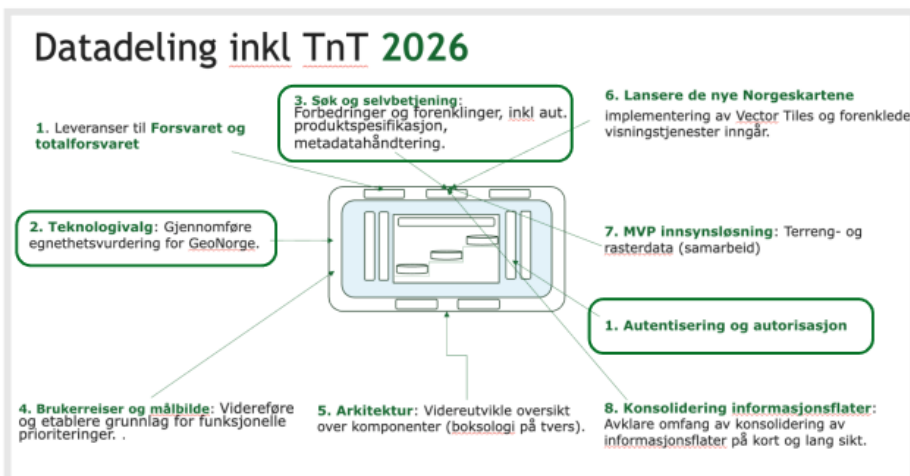 Datadeling inkl TnT 2026
1. Leveranser til Forsvaret og
totalforsvaret
3. Søk og selvbetjening:
Forbedringer og forenklinger, inkl aut.
produktspesifikasjon,
metadatahåndtering.
6. Lansere de nye Norgeskartene
implementering av Vector Tiles og forenklede
visningstjenester inngår.
2. Teknologivalg: Gjennomføre
egnethetsvurdering for GeoNorge.
7. MVP innsynsløsning: Terreng- og
rasterdata (samarbeid)
1. Autentisering og autorisasjon
4. Brukerreiser og målbilde: Videreføre
og etablere grunnlag for funksjonelle
prioriteringer. .
5. Arkitektur: Videreutvikle oversikt
over komponenter (boksologi på tvers).
8. Konsolidering informasjonsflater:
Avklare omfang av konsolidering av
informasjonsflater på kort og lang sikt.